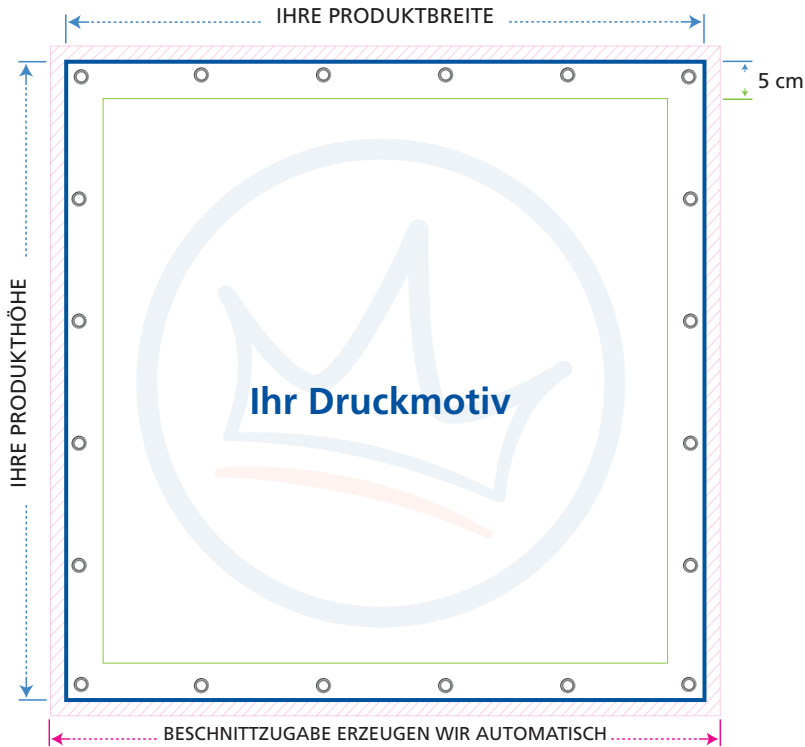 IHRE PRODUKTBREITE
5 cm
IHRE PRODUKTHÖHE
Ihr Druckmotiv
BESCHNITTZUGABE ERZEUGEN WIR AUTOMATISCH